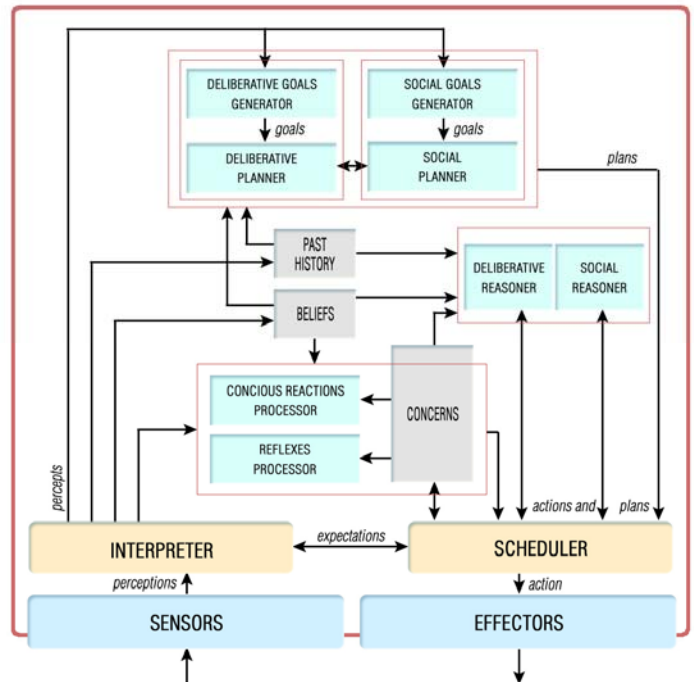 DELIBERATIVE GOALS
GENERATOR
SOCIAL GOALS
GENERATOR
goals
goals
DELIBERATIVE
PLANNER
SOCIAL
PLANNER
plans
PAST
HISTORY
DELIBERATIVE
REASONER
SOCIAL
REASONER
BELIEFS
CONCIOUS REACTIONS
PROCESSOR
CONCERNS
REFLEXES
PROCESSOR
percepts
actions and
plans
INTERPRETER
expectations
SCHEDULER
perceptions
action
SENSORS
EFFECTORS